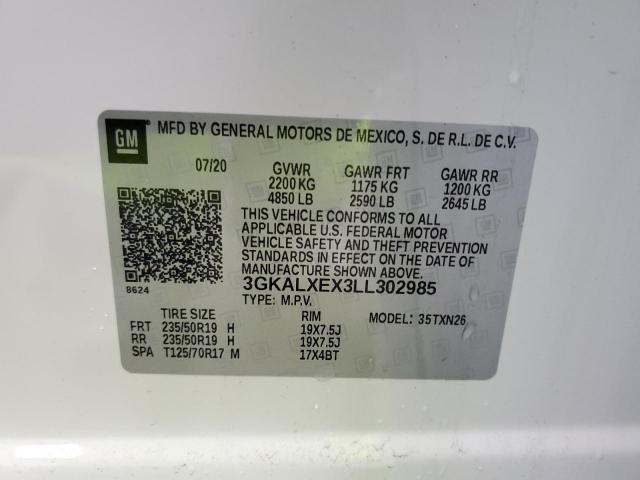 GM MFD BY GENERAL MOTORS DE MEXICO, S. DE R.L. DE C.V.
07/20 GVWR GAWR FRT GAWR RR
2200 KG 1175 KG 1200 KG
4850 LB 2590 LB 2645 LB
THIS VEHICLE CONFORMS TO ALL
APPLICABLE U.S. FEDERAL MOTOR
VEHICLE SAFETY AND THEFT PREVENTION
STANDARDS IN EFFECT ON THE DATE OF
MANUFACTURE SHOWN ABOVE.
8624 3GKALXEX3LL302985
TYPE: M.P.V.
TIRE SIZE RIM MODEL: 35TXN26
FRT 235/50R19 H 19X7.5J
RR 235/50R19 H 19X7.5J
SPA T125/70R17 M 17X4BT